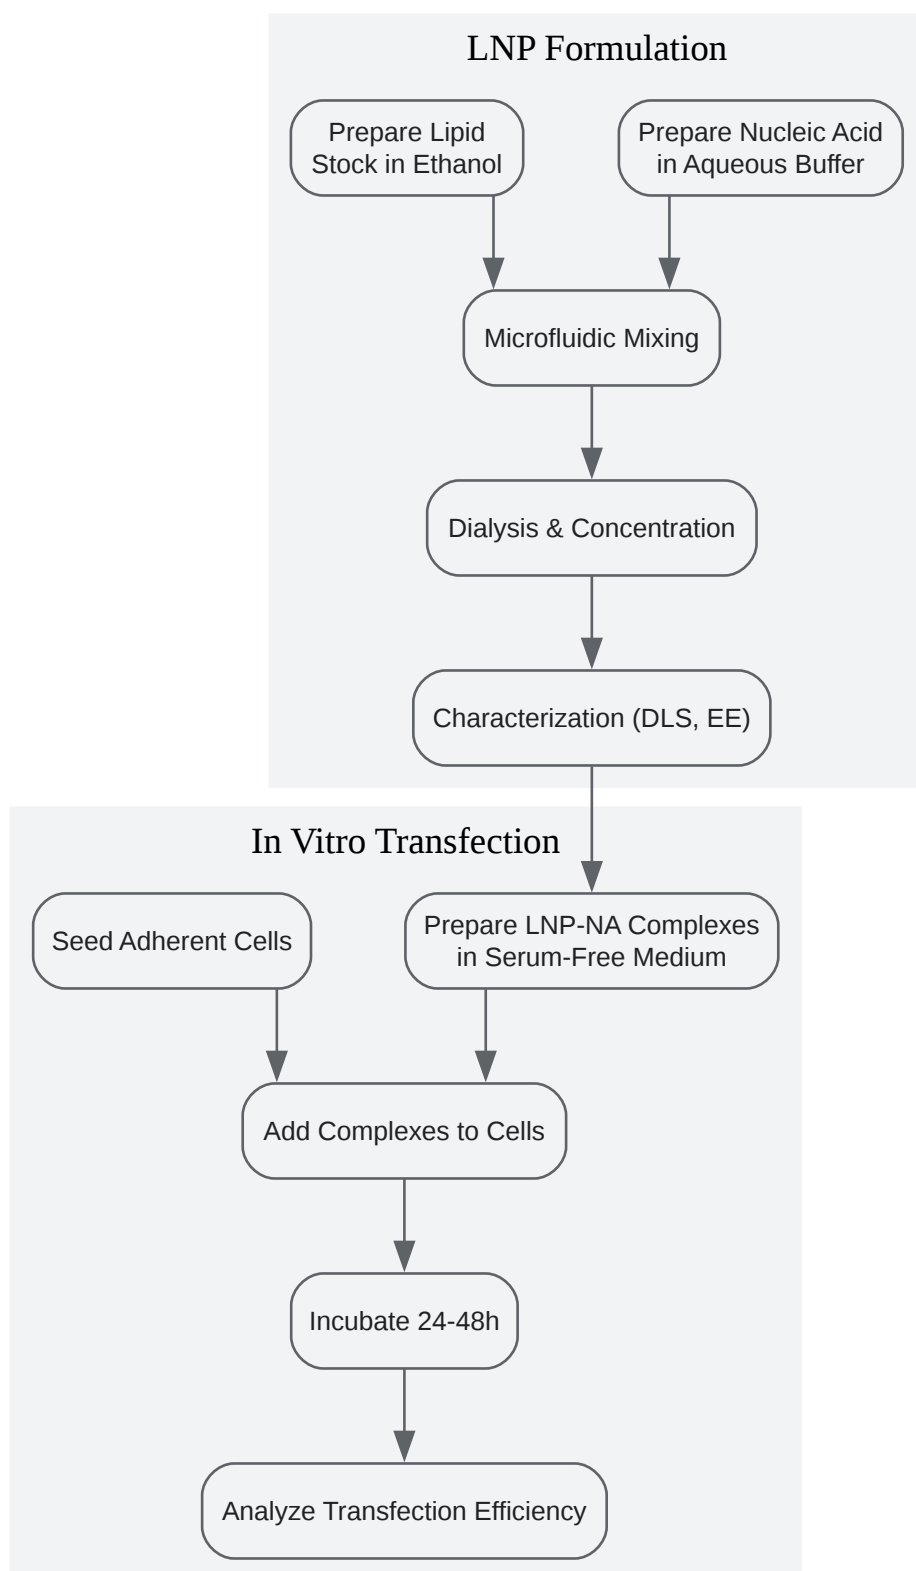 LNP Formulation
Prepare Lipid
Stock in Ethanol
Prepare Nucleic Acid
in Aqueous Buffer
Microfluidic Mixing
Dialysis & Concentration
Characterization (DLS, EE)
In Vitro Transfection
Seed Adherent Cells
Prepare LNP-NA Complexes
in Serum-Free Medium
Add Complexes to Cells
Incubate 24-48h
Analyze Transfection Efficiency